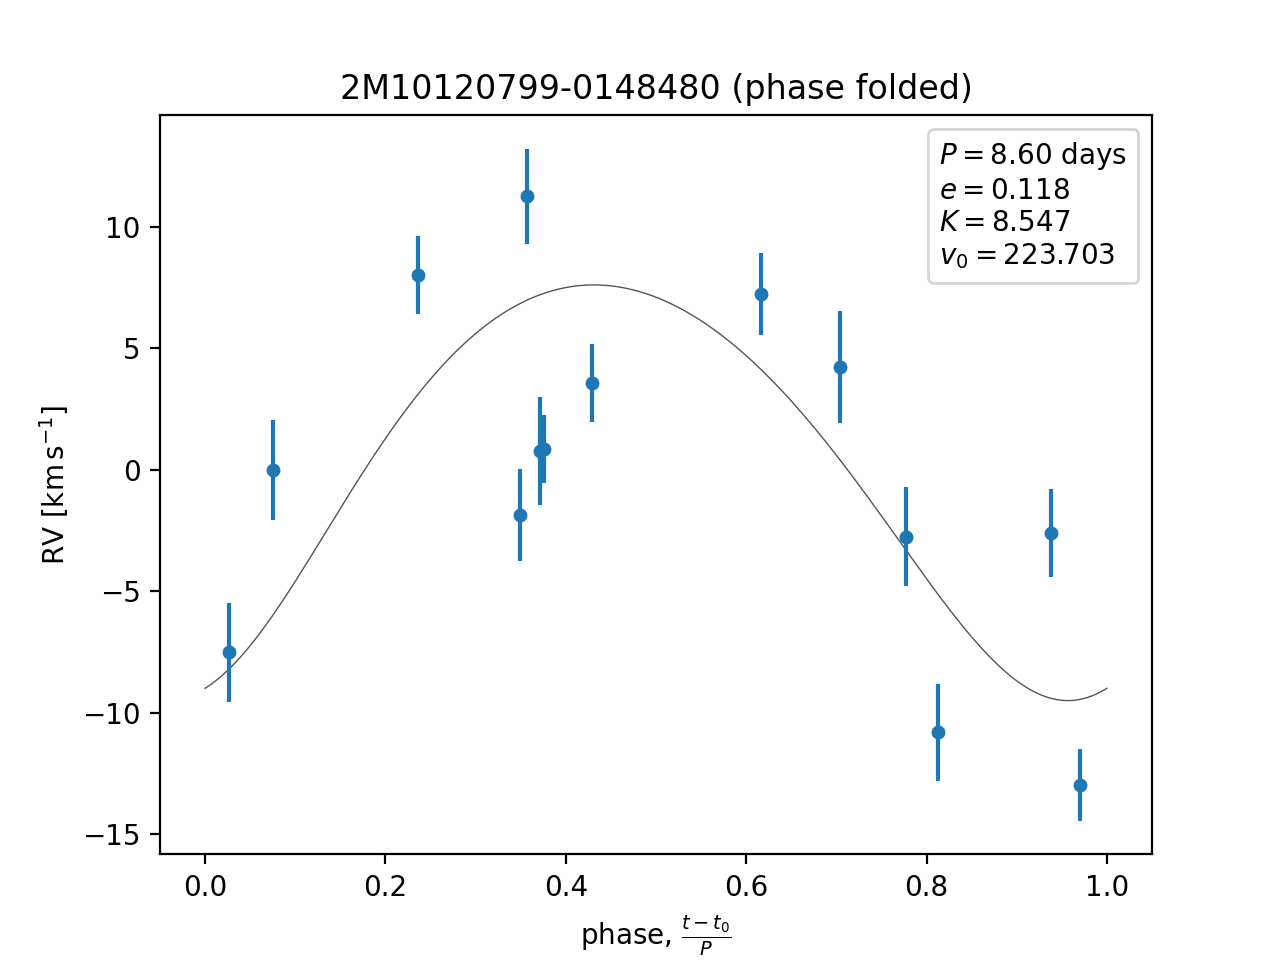 2M10120799-0148480 (phase folded)
P = 8.60 days
e = 0.118
K = 8.547
v₀ = 223.703
10
5
0
−5
−10
−15
RV [km s⁻¹]
0.0 0.2 0.4 0.6 0.8 1.0
phase, (t − t₀)/P